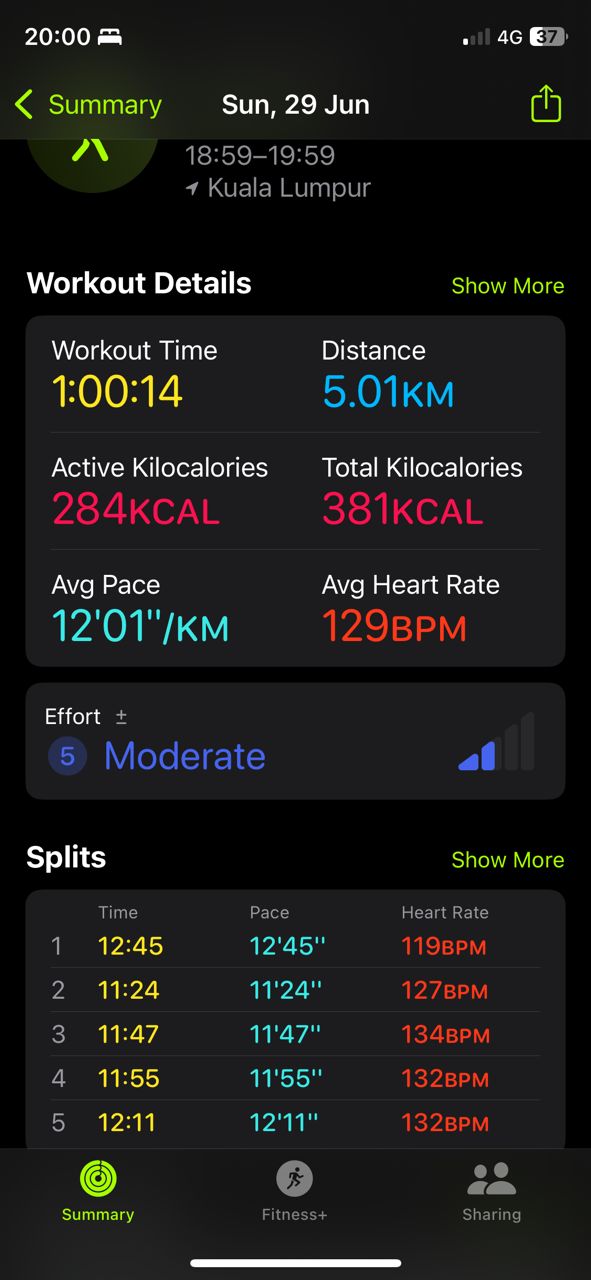 20:00 4G 37
Summary Sun, 29 Jun
18:59–19:59
Kuala Lumpur
Workout Details Show More
Workout Time Distance
1:00:14 5.01KM
Active Kilocalories Total Kilocalories
284KCAL 381KCAL
Avg Pace Avg Heart Rate
12'01''/KM 129BPM
Effort ±
5 Moderate
Splits Show More
Time Pace Heart Rate
1 12:45 12'45'' 119BPM
2 11:24 11'24'' 127BPM
3 11:47 11'47'' 134BPM
4 11:55 11'55'' 132BPM
5 12:11 12'11'' 132BPM
Summary Fitness+ Sharing